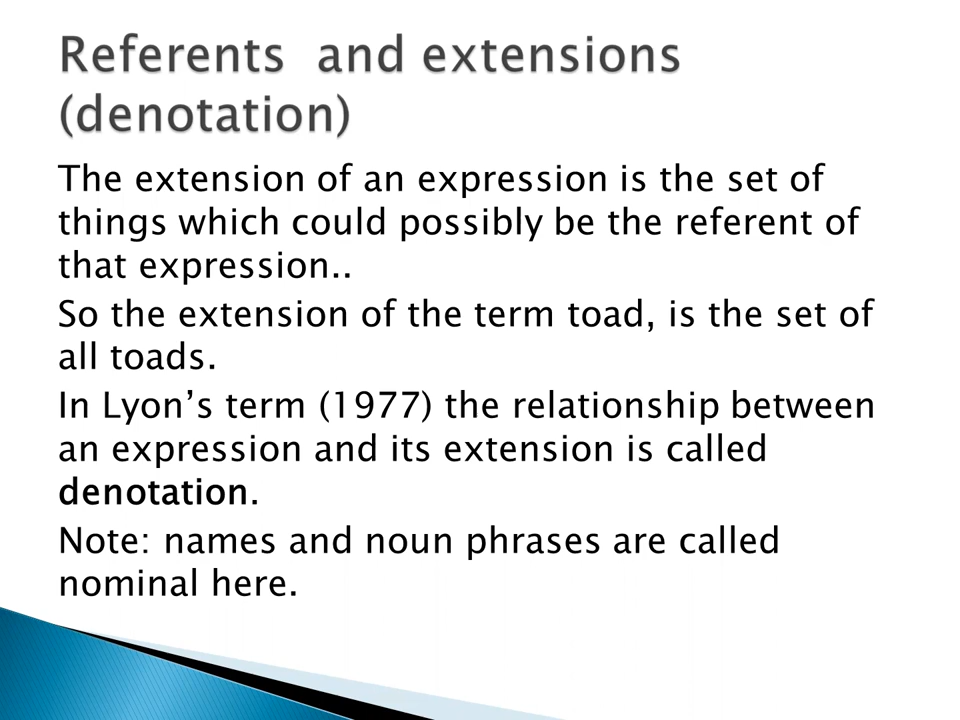 Referents  and extensions
(denotation)
The extension of an expression is the set of
things which could possibly be the referent of
that expression..
So the extension of the term toad, is the set of
all toads.
In Lyon’s term (1977) the relationship between
an expression and its extension is called
denotation.
Note: names and noun phrases are called
nominal here.